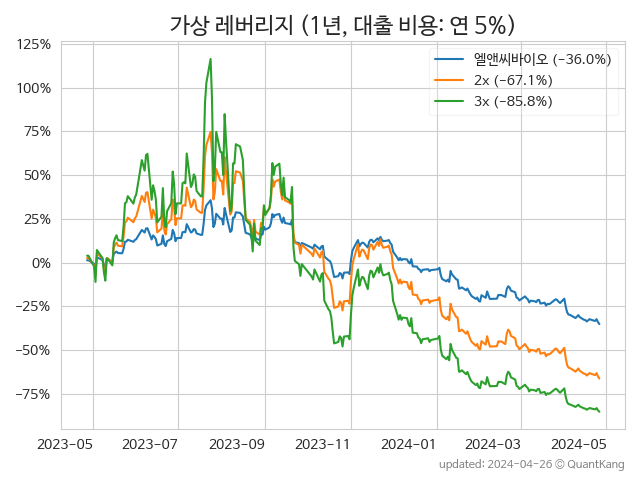 가상 레버리지 (1년, 대출 비용: 연 5%)
엘앤씨바이오 (−36.0%)
2x (−67.1%)
3x (−85.8%)
125%
100%
75%
50%
25%
0%
−25%
−50%
−75%
2023-05 2023-07 2023-09 2023-11 2024-01 2024-03 2024-05
updated: 2024-04-26 © QuantKang